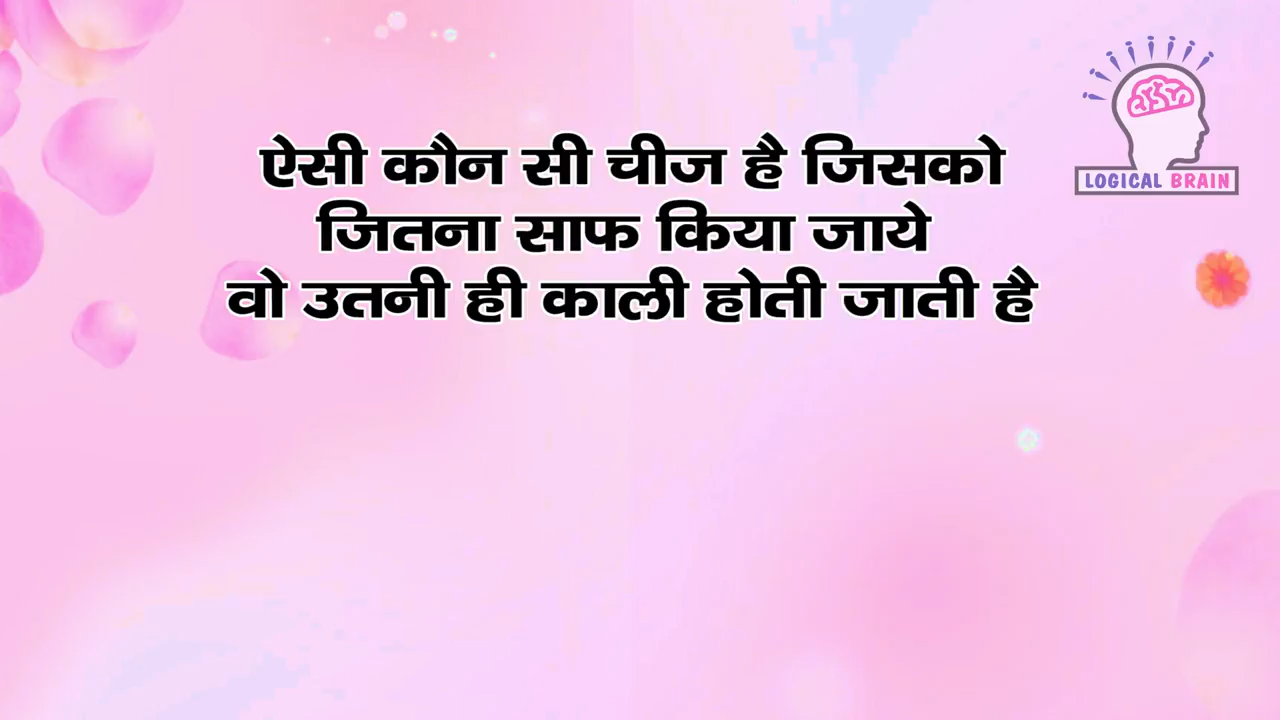 ऐसी कौन सी चीज है जिसको
जितना साफ किया जाये
वो उतनी ही काली होती जाती है
LOGICAL BRAIN